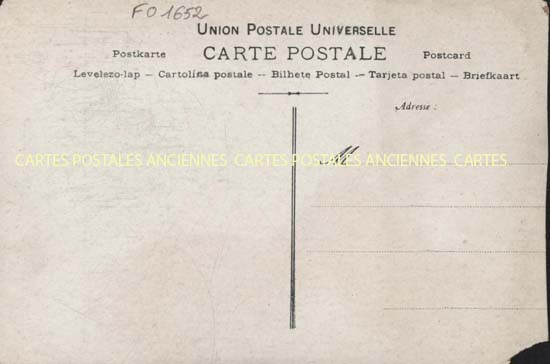 FO1652
UNION POSTALE UNIVERSELLE
Postkarte CARTE POSTALE Postcard
Levelezo-lap — Cartolina postale — Bilhete Postal — Tarjeta postal — Briefkaart
Adresse :
M
CARTES POSTALES ANCIENNES CARTES POSTALES ANCIENNES CARTES